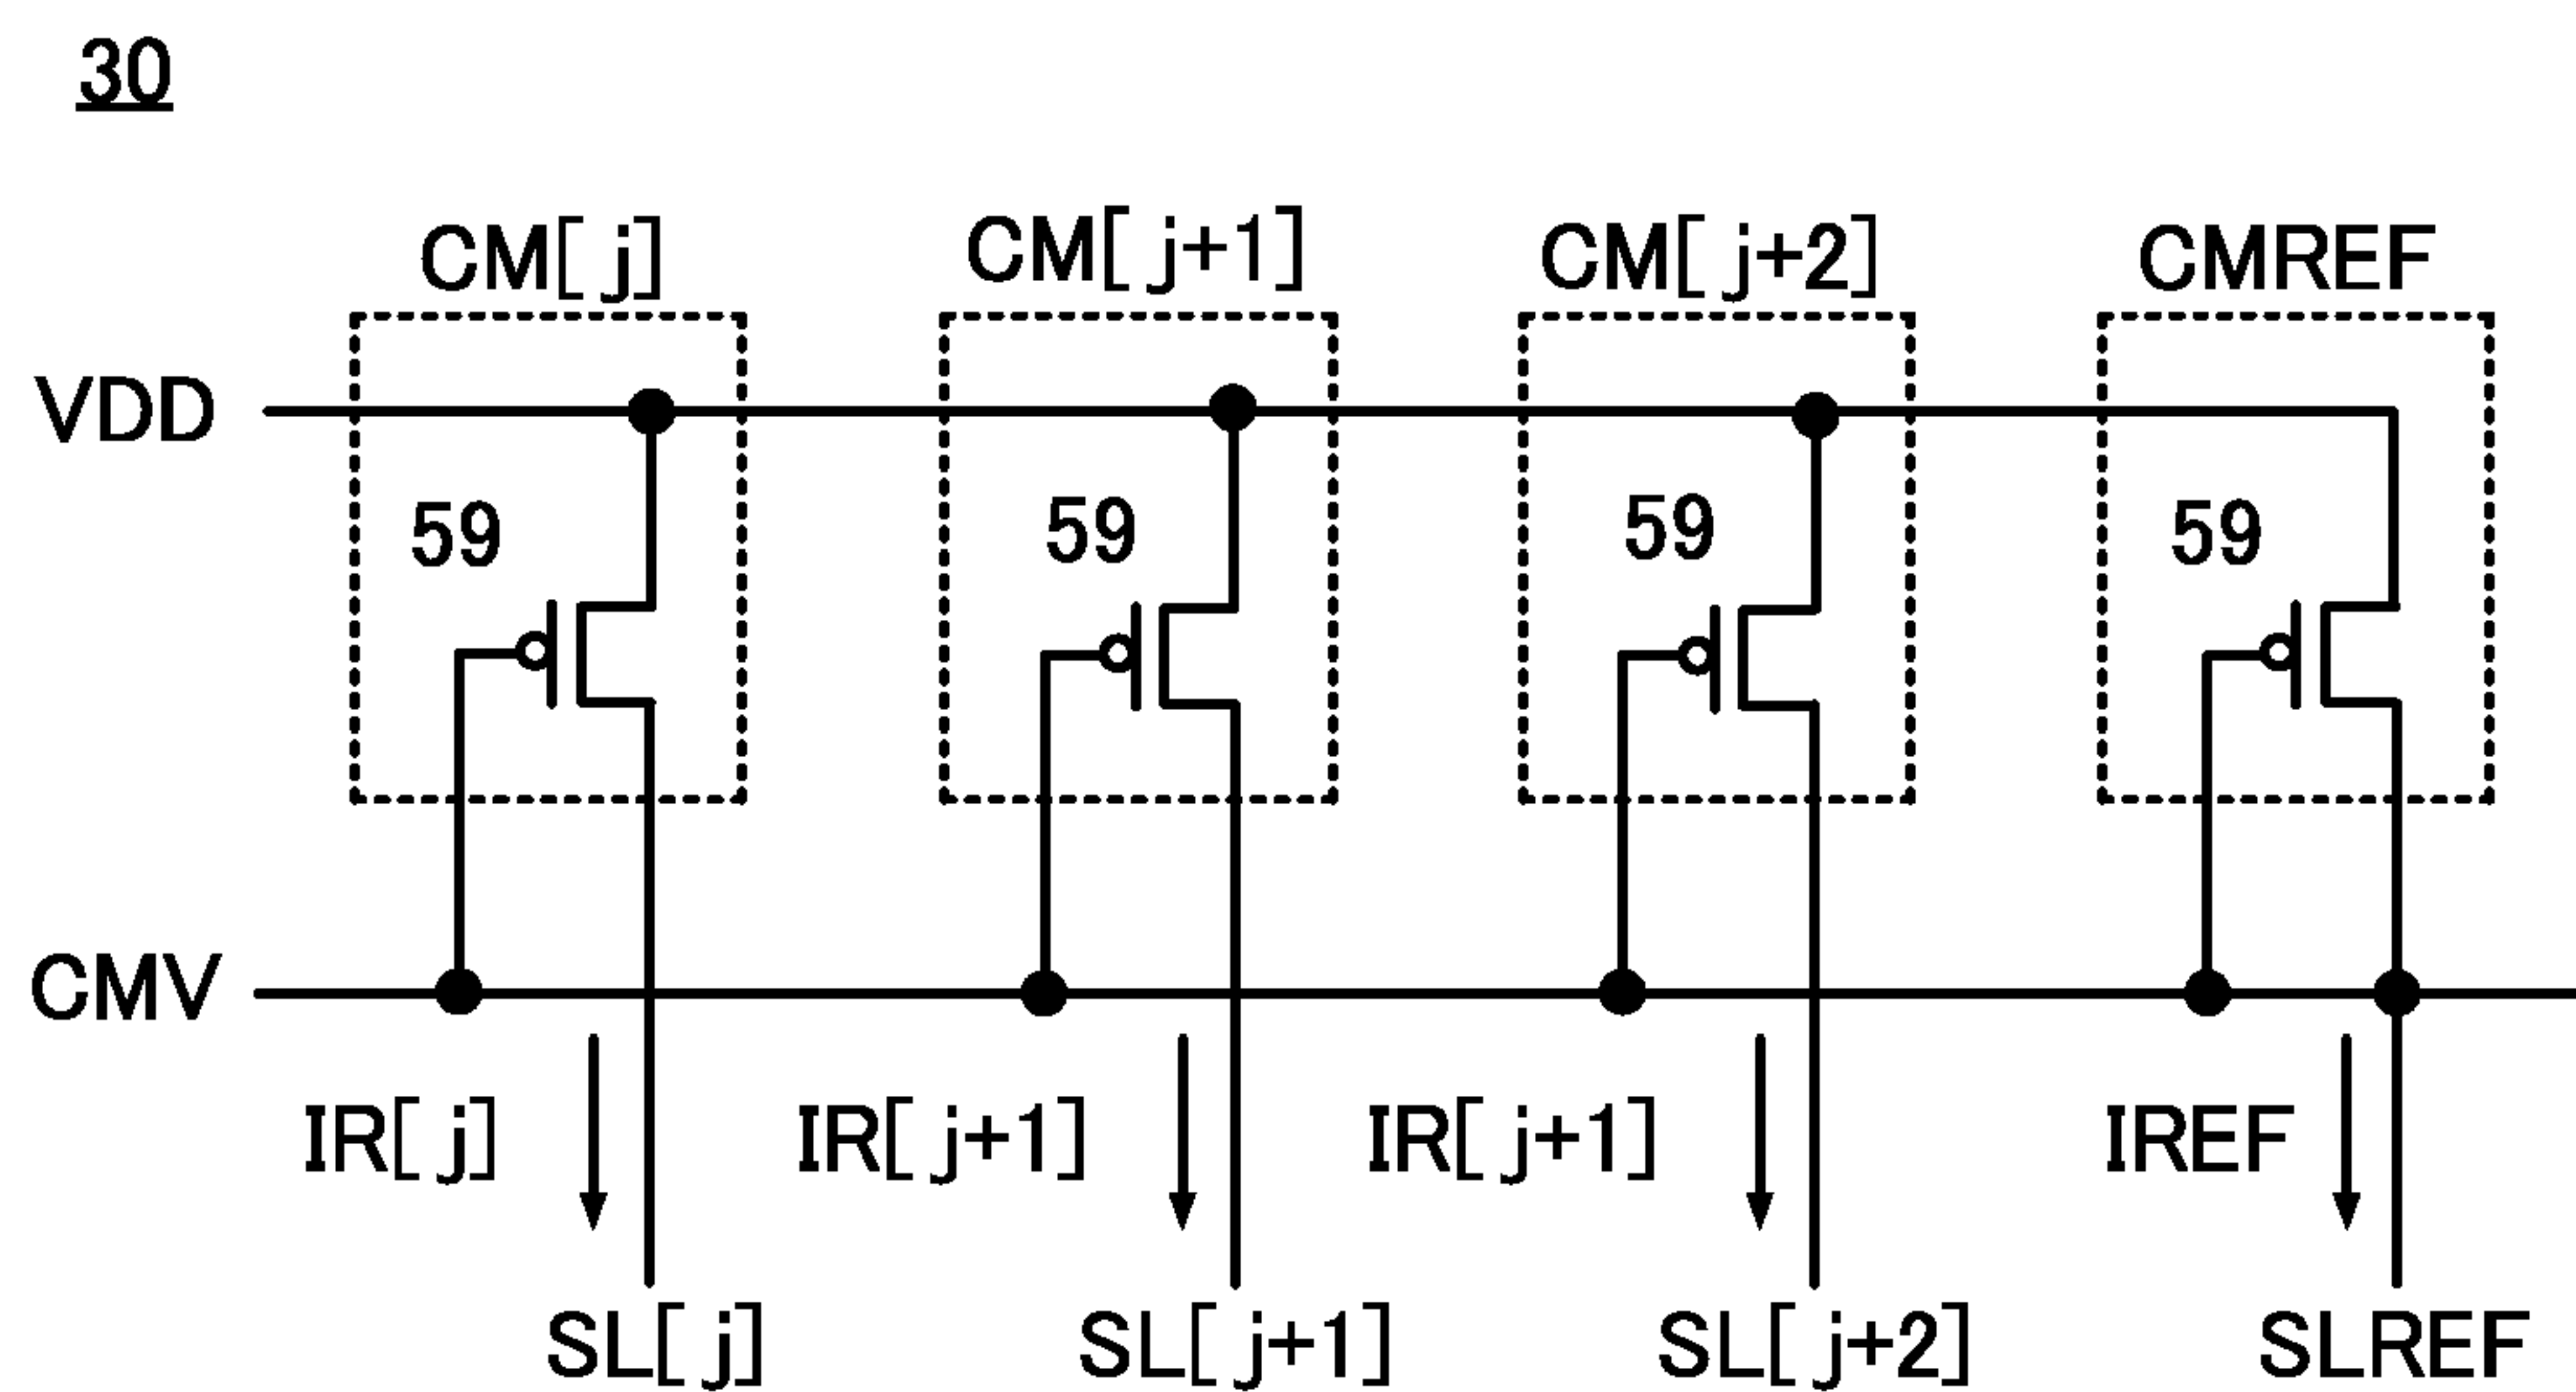 30
CM[j] CM[j+1] CM[j+2] CMREF
VDD
59 59 59 59
CMV
IR[j] IR[j+1] IR[j+1] IREF
SL[j] SL[j+1] SL[j+2] SLREF